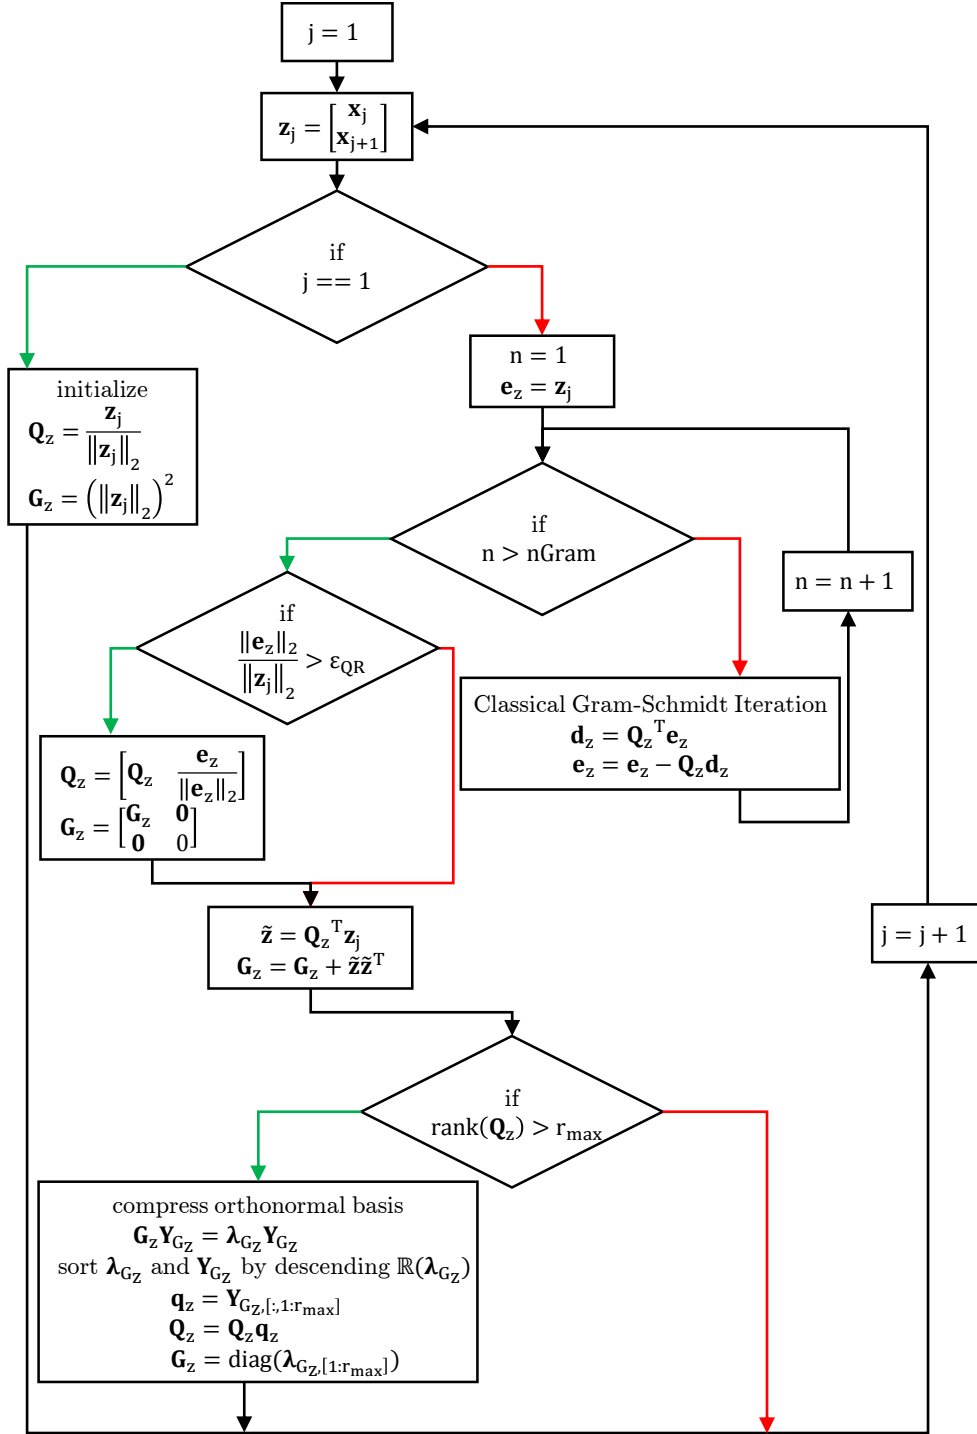 j = 1
𝐳_j = [𝐱_j
𝐱_{j+1}]
if
j == 1
n = 1
𝐞_z = 𝐳_j
initialize
𝐐_z = 𝐳_j / ‖𝐳_j‖_2
𝐆_z = (‖𝐳_j‖_2)^2
if
n > nGram
n = n + 1
if
‖𝐞_z‖_2 / ‖𝐳_j‖_2 > ε_QR
Classical Gram-Schmidt Iteration
𝐝_z = 𝐐_z^T 𝐞_z
𝐞_z = 𝐞_z − 𝐐_z 𝐝_z
𝐐_z = [𝐐_z 𝐞_z / ‖𝐞_z‖_2]
𝐆_z = [𝐆_z 𝟎
𝟎 0]
z̃ = 𝐐_z^T 𝐳_j
𝐆_z = 𝐆_z + z̃z̃^T
j = j + 1
if
rank(𝐐_z) > r_max
compress orthonormal basis
𝐆_z 𝐘_{G_z} = 𝛌_{G_z} 𝐘_{G_z}
sort 𝛌_{G_z} and 𝐘_{G_z} by descending ℝ(𝛌_{G_z})
𝐪_z = 𝐘_{G_z,[:,1:r_max]}
𝐐_z = 𝐐_z 𝐪_z
𝐆_z = diag(𝛌_{G_z,[1:r_max]})